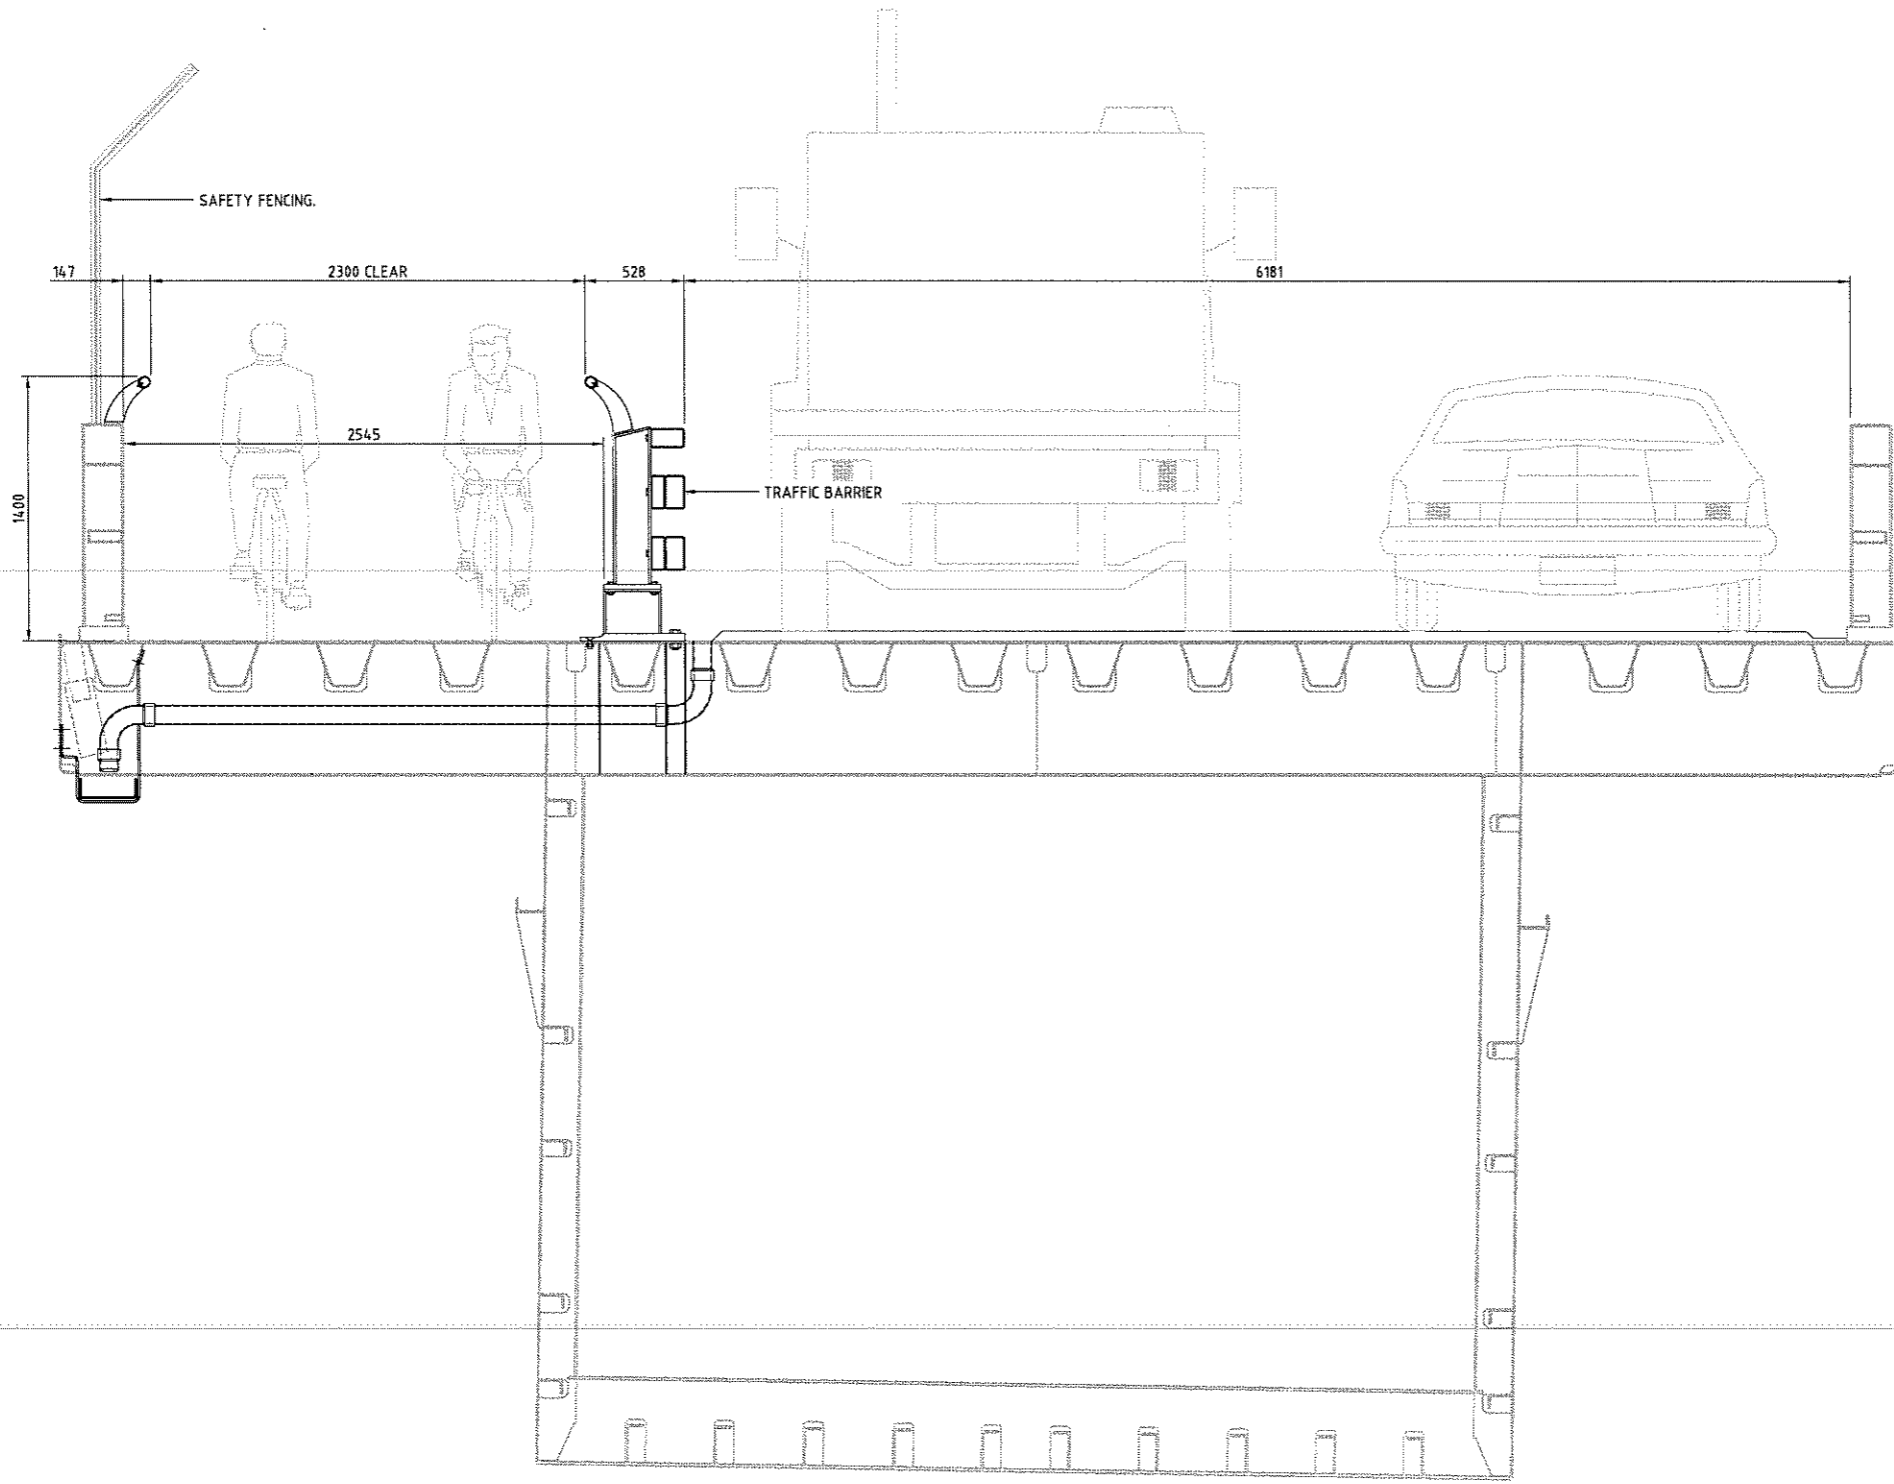 SAFETY FENCING.
147
2300 CLEAR
528
6181
2545
1400
TRAFFIC BARRIER